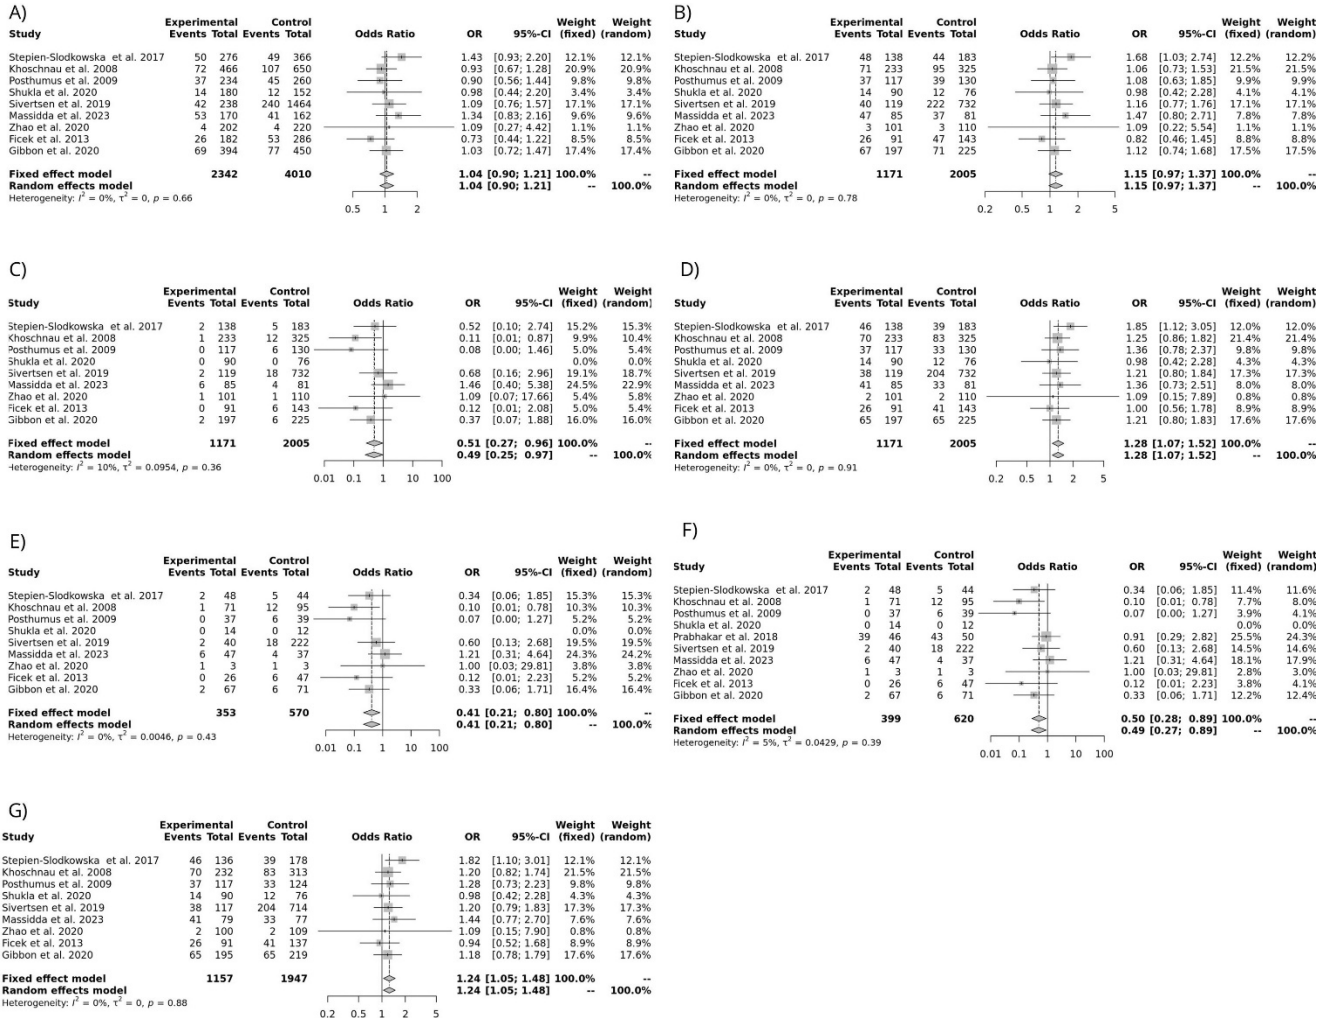 A)
Experimental Control Weight Weight
Study Events Total Events Total Odds Ratio OR 95%-CI (fixed) (random)
Stepien-Slodkowska et al. 2017 50 276 49 366 1.43 [0.93; 2.20] 12.1% 12.1%
Khoschnau et al. 2008 72 466 107 650 0.93 [0.67; 1.28] 20.9% 20.9%
Posthumus et al. 2009 37 234 45 260 0.90 [0.56; 1.44] 9.8% 9.8%
Shukla et al. 2020 14 180 12 152 0.98 [0.44; 2.20] 3.4% 3.4%
Sivertsen et al. 2019 42 238 240 1464 1.09 [0.76; 1.57] 17.1% 17.1%
Massidda et al. 2023 53 170 41 162 1.34 [0.83; 2.16] 9.6% 9.6%
Zhao et al. 2020 4 202 4 220 1.09 [0.27; 4.42] 1.1% 1.1%
Ficek et al. 2013 26 182 53 286 0.73 [0.44; 1.22] 8.5% 8.5%
Gibbon et al. 2020 69 394 77 450 1.03 [0.72; 1.47] 17.4% 17.4%
Fixed effect model 2342 4010 1.04 [0.90; 1.21] 100.0% --
Random effects model 1.04 [0.90; 1.21] -- 100.0%
Heterogeneity: I² = 0%, τ² = 0, p = 0.66
0.5 1 2
B)
Experimental Control Weight Weight
Study Events Total Events Total Odds Ratio OR 95%-CI (fixed) (random)
Stepien-Slodkowska et al. 2017 48 138 44 183 1.68 [1.03; 2.74] 12.2% 12.2%
Khoschnau et al. 2008 71 233 95 325 1.06 [0.73; 1.53] 21.5% 21.5%
Posthumus et al. 2009 37 117 39 130 1.08 [0.63; 1.85] 9.9% 9.9%
Shukla et al. 2020 14 90 12 76 0.98 [0.42; 2.28] 4.1% 4.1%
Sivertsen et al. 2019 40 119 222 732 1.16 [0.77; 1.76] 17.1% 17.1%
Massidda et al. 2023 47 85 37 81 1.47 [0.80; 2.71] 7.8% 7.8%
Zhao et al. 2020 3 101 3 110 1.09 [0.22; 5.54] 1.1% 1.1%
Ficek et al. 2013 26 91 47 143 0.82 [0.46; 1.45] 8.8% 8.8%
Gibbon et al. 2020 67 197 71 225 1.12 [0.74; 1.68] 17.5% 17.5%
Fixed effect model 1171 2005 1.15 [0.97; 1.37] 100.0% --
Random effects model 1.15 [0.97; 1.37] -- 100.0%
Heterogeneity: I² = 0%, τ² = 0, p = 0.78
0.2 0.5 1 2 5
C)
Experimental Control Weight Weight
Study Events Total Events Total Odds Ratio OR 95%-CI (fixed) (random)
Stepien-Slodkowska et al. 2017 2 138 5 183 0.52 [0.10; 2.74] 15.2% 15.3%
Khoschnau et al. 2008 1 233 12 325 0.11 [0.01; 0.87] 9.9% 10.4%
Posthumus et al. 2009 0 117 6 130 0.08 [0.00; 1.46] 5.0% 5.4%
Shukla et al. 2020 0 90 0 76 0.0% 0.0%
Sivertsen et al. 2019 2 119 18 732 0.68 [0.16; 2.96] 19.1% 18.7%
Massidda et al. 2023 6 85 4 81 1.46 [0.40; 5.38] 24.5% 22.9%
Zhao et al. 2020 1 101 1 110 1.09 [0.07; 17.66] 5.4% 5.8%
Ficek et al. 2013 0 91 6 143 0.12 [0.01; 2.08] 5.0% 5.4%
Gibbon et al. 2020 2 197 6 225 0.37 [0.07; 1.88] 16.0% 16.0%
Fixed effect model 1171 2005 0.51 [0.27; 0.96] 100.0% --
Random effects model 0.49 [0.25; 0.97] -- 100.0%
Heterogeneity: I² = 10%, τ² = 0.0954, p = 0.36
0.01 0.1 1 10 100
D)
Experimental Control Weight Weight
Study Events Total Events Total Odds Ratio OR 95%-CI (fixed) (random)
Stepien-Slodkowska et al. 2017 46 138 39 183 1.85 [1.12; 3.05] 12.0% 12.0%
Khoschnau et al. 2008 70 233 83 325 1.25 [0.86; 1.82] 21.4% 21.4%
Posthumus et al. 2009 37 117 33 130 1.36 [0.78; 2.37] 9.8% 9.8%
Shukla et al. 2020 14 90 12 76 0.98 [0.42; 2.28] 4.3% 4.3%
Sivertsen et al. 2019 38 119 204 732 1.21 [0.80; 1.84] 17.3% 17.3%
Massidda et al. 2023 41 85 33 81 1.36 [0.73; 2.51] 8.0% 8.0%
Zhao et al. 2020 2 101 2 110 1.09 [0.15; 7.89] 0.8% 0.8%
Ficek et al. 2013 26 91 41 143 1.00 [0.56; 1.78] 8.8% 8.8%
Gibbon et al. 2020 65 197 65 225 1.21 [0.80; 1.83] 17.6% 17.6%
Fixed effect model 1171 2005 1.28 [1.07; 1.52] 100.0% --
Random effects model 1.28 [1.07; 1.52] -- 100.0%
Heterogeneity: I² = 0%, τ² = 0, p = 0.91
0.2 0.5 1 2 5
E)
Experimental Control Weight Weight
Study Events Total Events Total Odds Ratio OR 95%-CI (fixed) (random)
Stepien-Slodkowska et al. 2017 2 48 5 44 0.34 [0.06; 1.85] 15.3% 15.3%
Khoschnau et al. 2008 1 71 12 95 0.10 [0.01; 0.78] 10.3% 10.3%
Posthumus et al. 2009 0 37 6 39 0.07 [0.00; 1.27] 5.2% 5.2%
Shukla et al. 2020 0 14 0 12 0.0% 0.0%
Sivertsen et al. 2019 2 40 18 222 0.60 [0.13; 2.68] 19.5% 19.5%
Massidda et al. 2023 6 47 4 37 1.21 [0.31; 4.64] 24.3% 24.2%
Zhao et al. 2020 1 3 1 3 1.00 [0.03; 29.81] 3.8% 3.8%
Ficek et al. 2013 0 26 6 47 0.12 [0.01; 2.23] 5.2% 5.2%
Gibbon et al. 2020 2 67 6 71 0.33 [0.06; 1.71] 16.4% 16.4%
Fixed effect model 353 570 0.41 [0.21; 0.80] 100.0% --
Random effects model 0.41 [0.21; 0.80] -- 100.0%
Heterogeneity: I² = 0%, τ² = 0.0046, p = 0.43
0.01 0.1 1 10 100
F)
Experimental Control Weight Weight
Study Events Total Events Total Odds Ratio OR 95%-CI (fixed) (random)
Stepien-Slodkowska et al. 2017 2 48 5 44 0.34 [0.06; 1.85] 11.4% 11.6%
Khoschnau et al. 2008 1 71 12 95 0.10 [0.01; 0.78] 7.7% 8.0%
Posthumus et al. 2009 0 37 6 39 0.07 [0.00; 1.27] 3.9% 4.1%
Shukla et al. 2020 0 14 0 12 0.0% 0.0%
Prabhakar et al. 2018 39 46 43 50 0.91 [0.29; 2.82] 25.5% 24.3%
Sivertsen et al. 2019 2 40 18 222 0.60 [0.13; 2.68] 14.5% 14.6%
Massidda et al. 2023 6 47 4 37 1.21 [0.31; 4.64] 18.1% 17.9%
Zhao et al. 2020 1 3 1 3 1.00 [0.03; 29.81] 2.8% 3.0%
Ficek et al. 2013 0 26 6 47 0.12 [0.01; 2.23] 3.8% 4.1%
Gibbon et al. 2020 2 67 6 71 0.33 [0.06; 1.71] 12.2% 12.4%
Fixed effect model 399 620 0.50 [0.28; 0.89] 100.0% --
Random effects model 0.49 [0.27; 0.89] -- 100.0%
Heterogeneity: I² = 5%, τ² = 0.0429, p = 0.39
0.01 0.1 1 10 100
G)
Experimental Control Weight Weight
Study Events Total Events Total Odds Ratio OR 95%-CI (fixed) (random)
Stepien-Slodkowska et al. 2017 46 136 39 178 1.82 [1.10; 3.01] 12.1% 12.1%
Khoschnau et al. 2008 70 232 83 313 1.20 [0.82; 1.74] 21.5% 21.5%
Posthumus et al. 2009 37 117 33 124 1.28 [0.73; 2.23] 9.8% 9.8%
Shukla et al. 2020 14 90 12 76 0.98 [0.42; 2.28] 4.3% 4.3%
Sivertsen et al. 2019 38 117 204 714 1.20 [0.79; 1.83] 17.3% 17.3%
Massidda et al. 2023 41 79 33 77 1.44 [0.77; 2.70] 7.6% 7.6%
Zhao et al. 2020 2 100 2 109 1.09 [0.15; 7.90] 0.8% 0.8%
Ficek et al. 2013 26 91 41 137 0.94 [0.52; 1.68] 8.9% 8.9%
Gibbon et al. 2020 65 195 65 219 1.18 [0.78; 1.79] 17.6% 17.6%
Fixed effect model 1157 1947 1.24 [1.05; 1.48] 100.0% --
Random effects model 1.24 [1.05; 1.48] -- 100.0%
Heterogeneity: I² = 0%, τ² = 0, p = 0.88
0.2 0.5 1 2 5